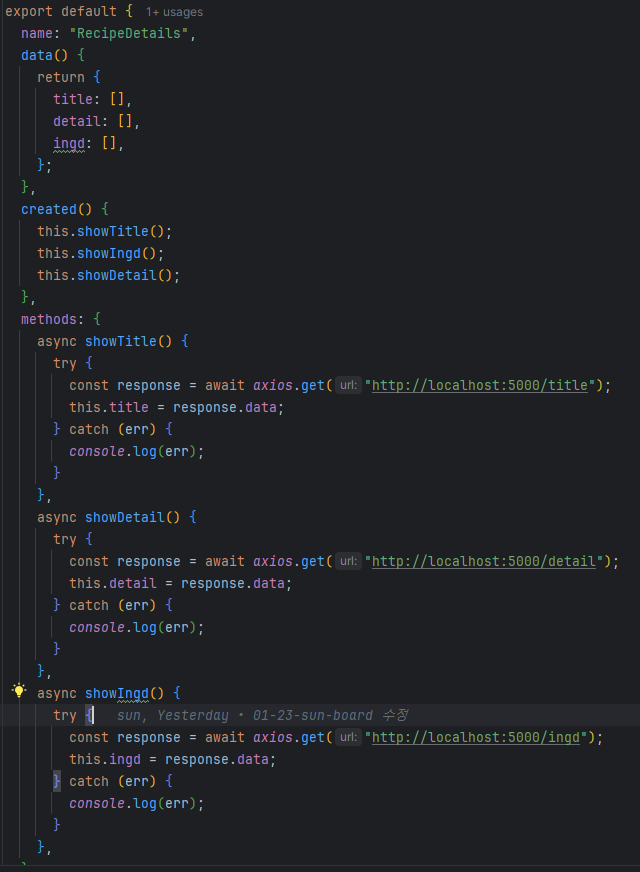 export default {   1+ usages
  name: "RecipeDetails",
  data() {
    return {
      title: [],
      detail: [],
      ingd: [],
    };
  },
  created() {
    this.showTitle();
    this.showIngd();
    this.showDetail();
  },
  methods: {
    async showTitle() {
      try {
        const response = await axios.get( url: "http://localhost:5000/title");
        this.title = response.data;
      } catch (err) {
        console.log(err);
      }
    },
    async showDetail() {
      try {
        const response = await axios.get( url: "http://localhost:5000/detail");
        this.detail = response.data;
      } catch (err) {
        console.log(err);
      }
    },
    async showIngd() {
      try {   sun, Yesterday • 01-23-sun-board 수정
        const response = await axios.get( url: "http://localhost:5000/ingd");
        this.ingd = response.data;
      } catch (err) {
        console.log(err);
      }
    },